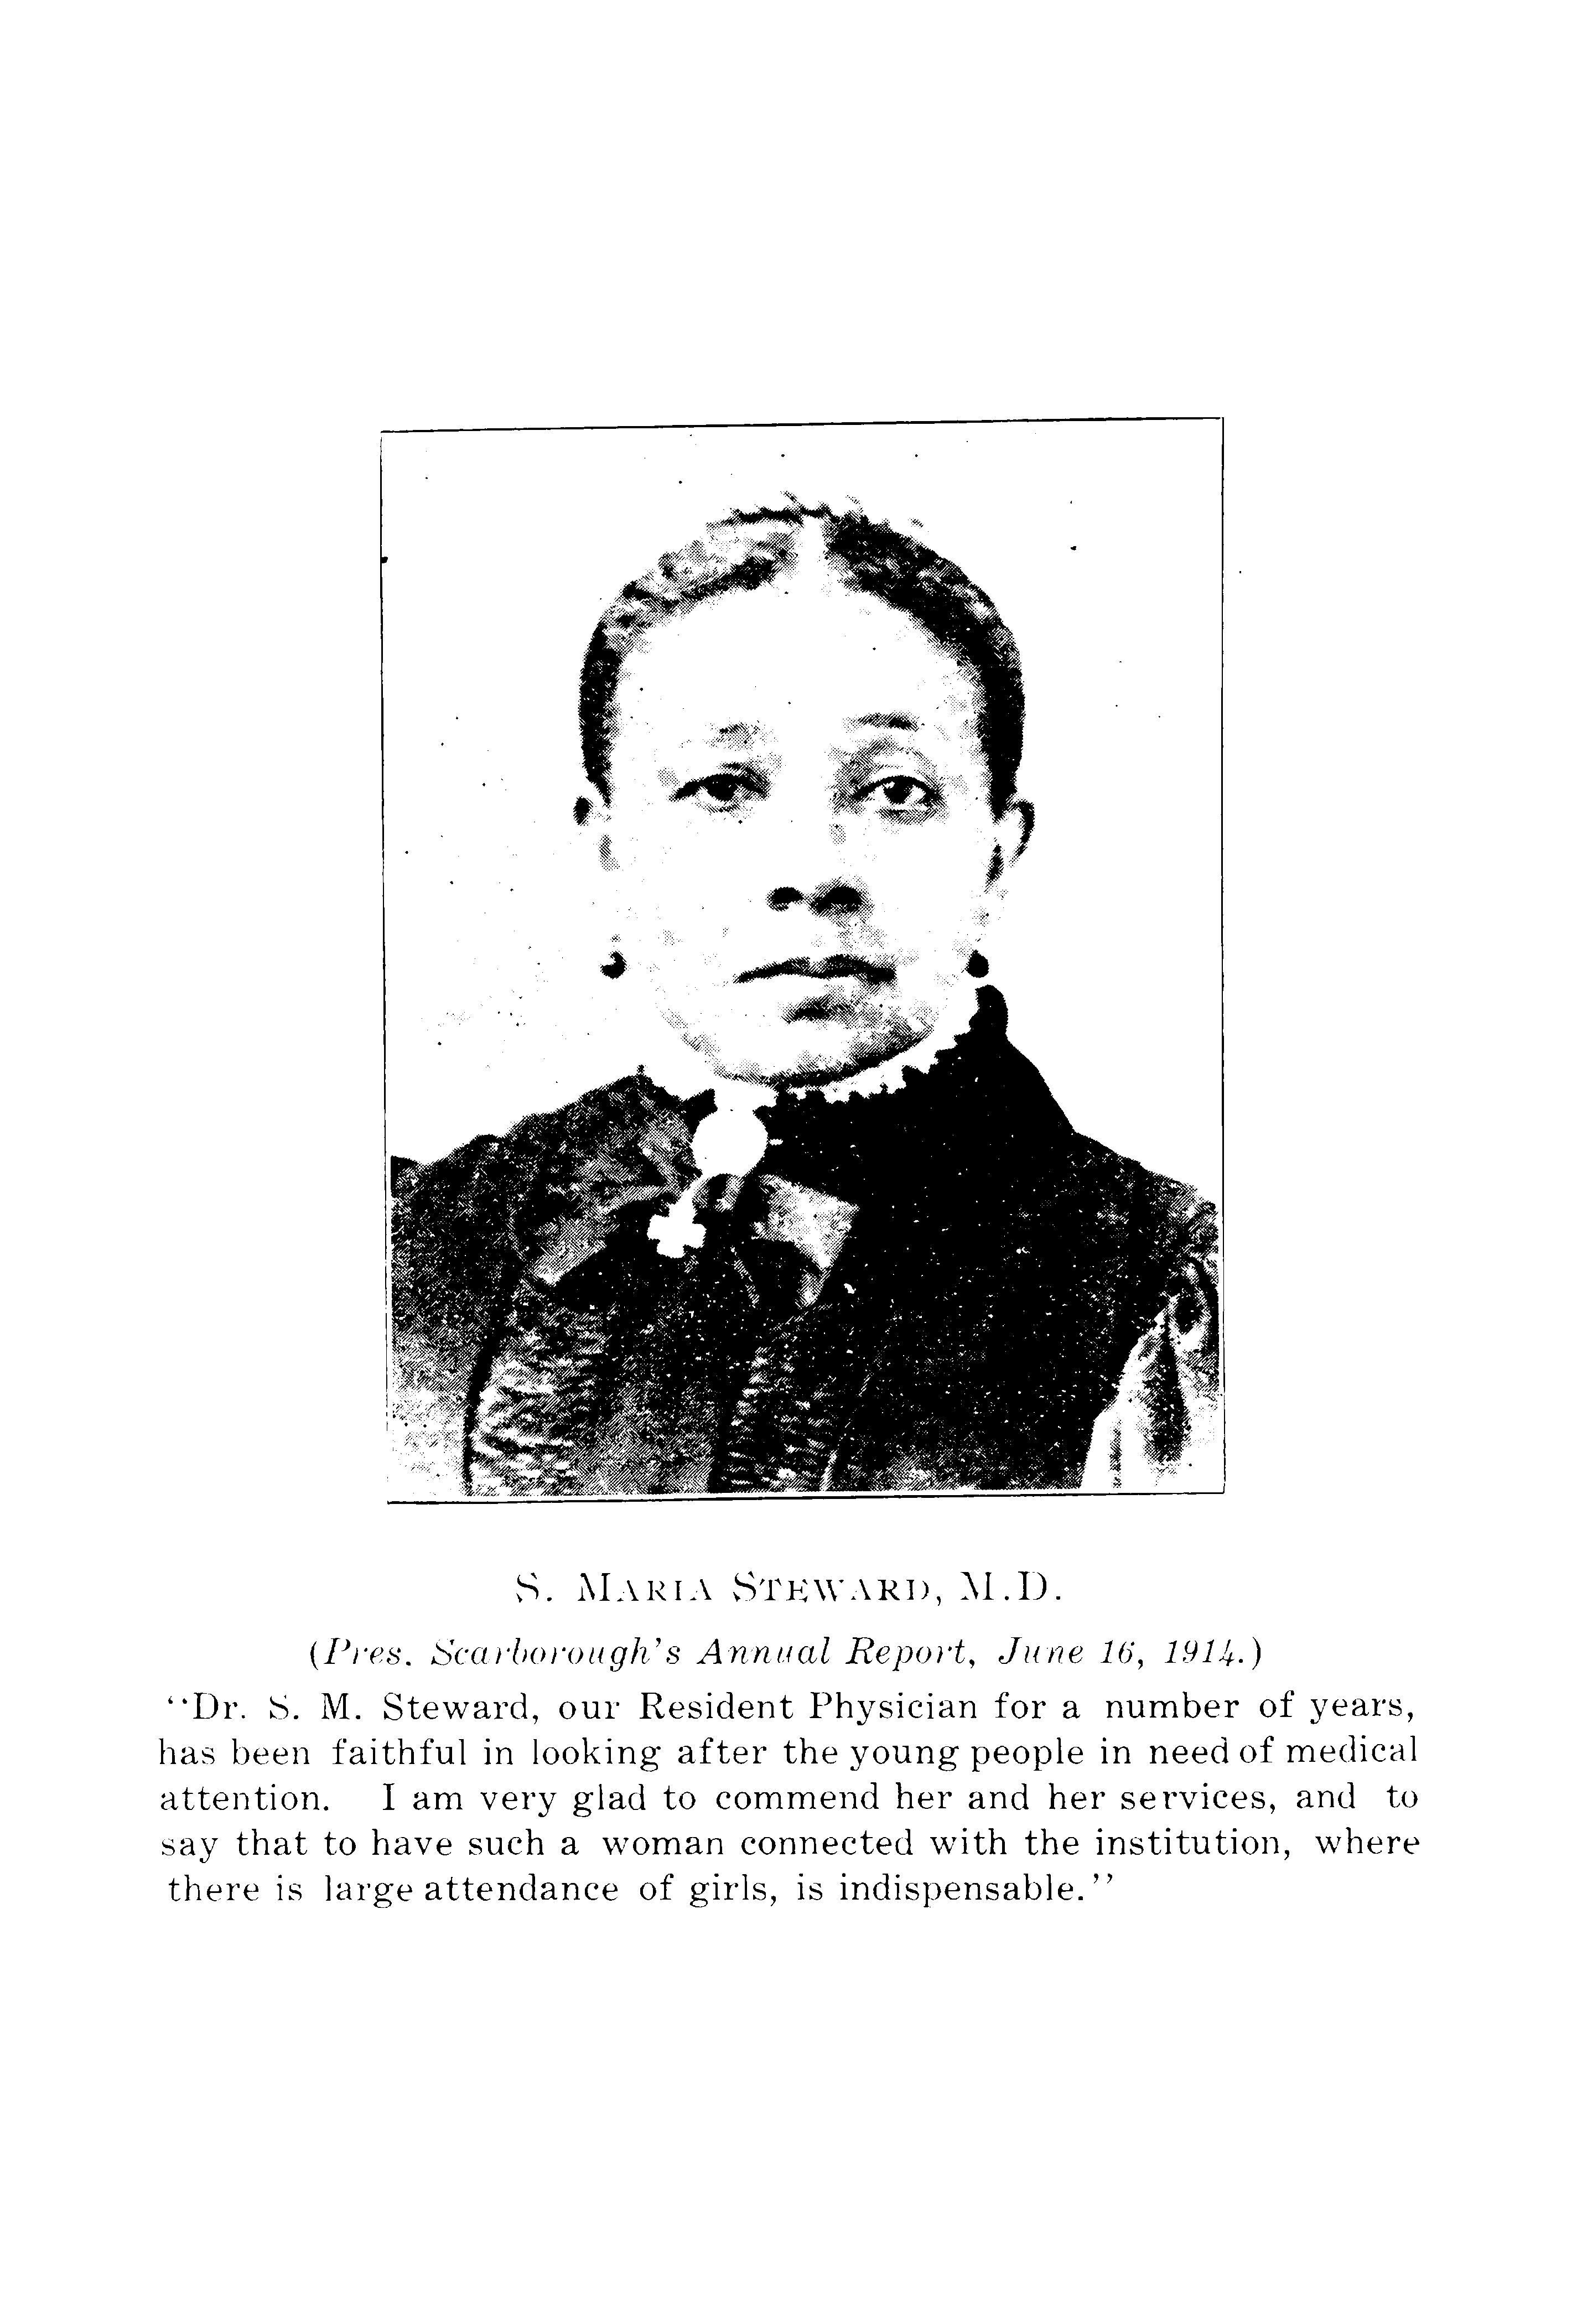 S. MARIA STEWARD, M.D.
(Pres. Scarborough's Annual Report, June 16, 1914.)
"Dr. S. M. Steward, our Resident Physician for a number of years,
has been faithful in looking after the young people in need of medical
attention. I am very glad to commend her and her services, and to
say that to have such a woman connected with the institution, where
there is large attendance of girls, is indispensable."